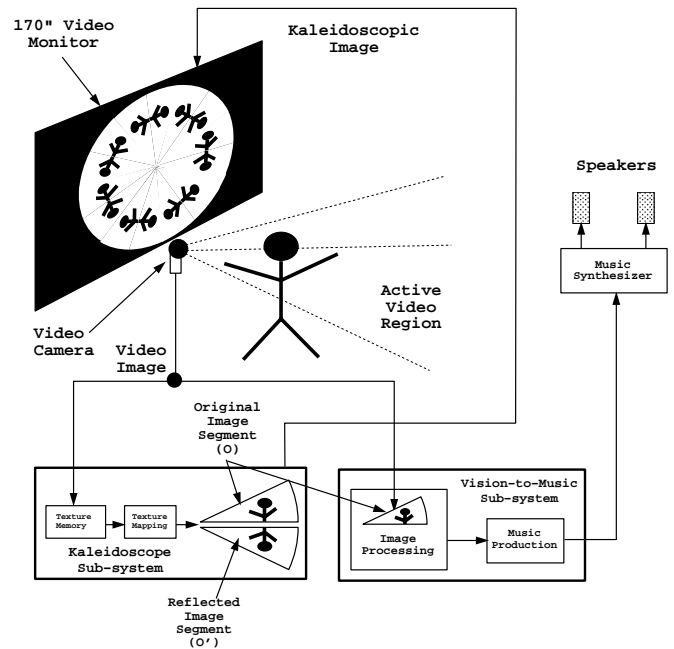 170" Video
Monitor
Kaleidoscopic
Image
Speakers
Music
Synthesizer
Active
Video
Region
Video
Camera
Video
Image
Original
Image
Segment
(O)
Texture
Memory
Texture
Mapping
Kaleidoscope
Sub-system
Vision-to-Music
Sub-system
Image
Processing
Music
Production
Reflected
Image
Segment
(O')